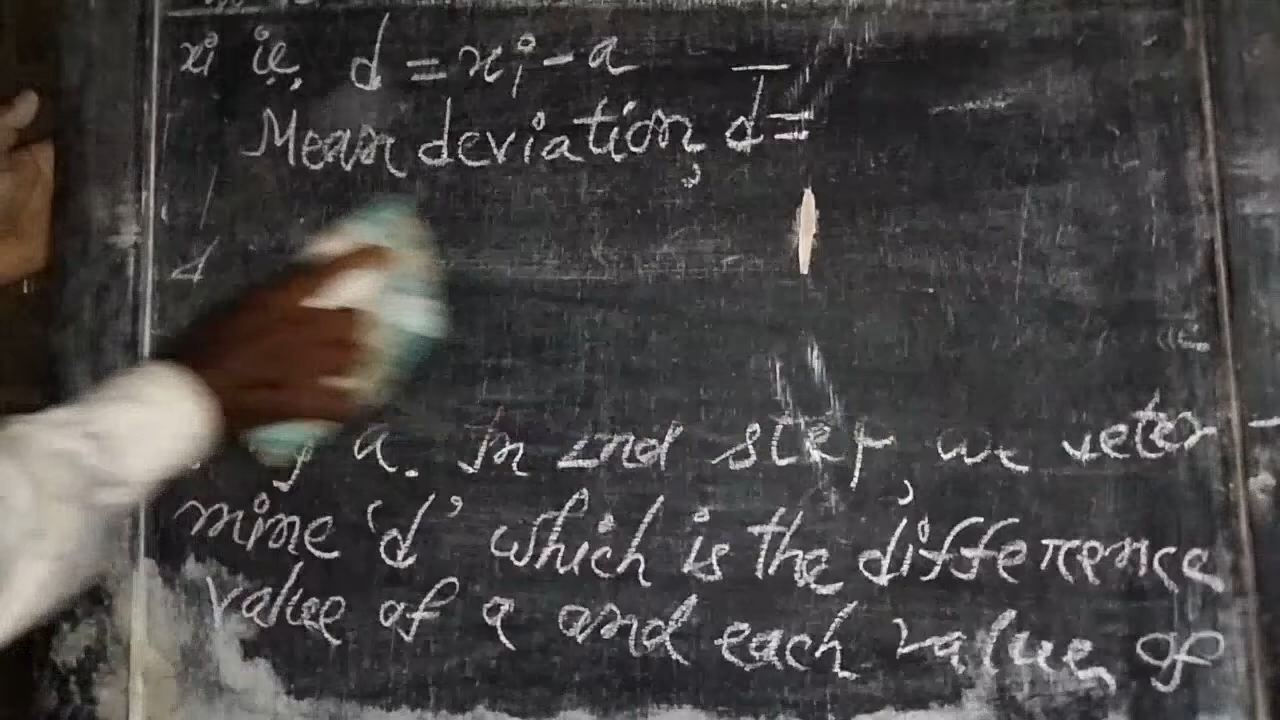 xi ie, d = xi - a
Mean deviation, d̄ =
d
a. In 2nd step, we deter-
mine 'd' which is the difference
value of a and each value of